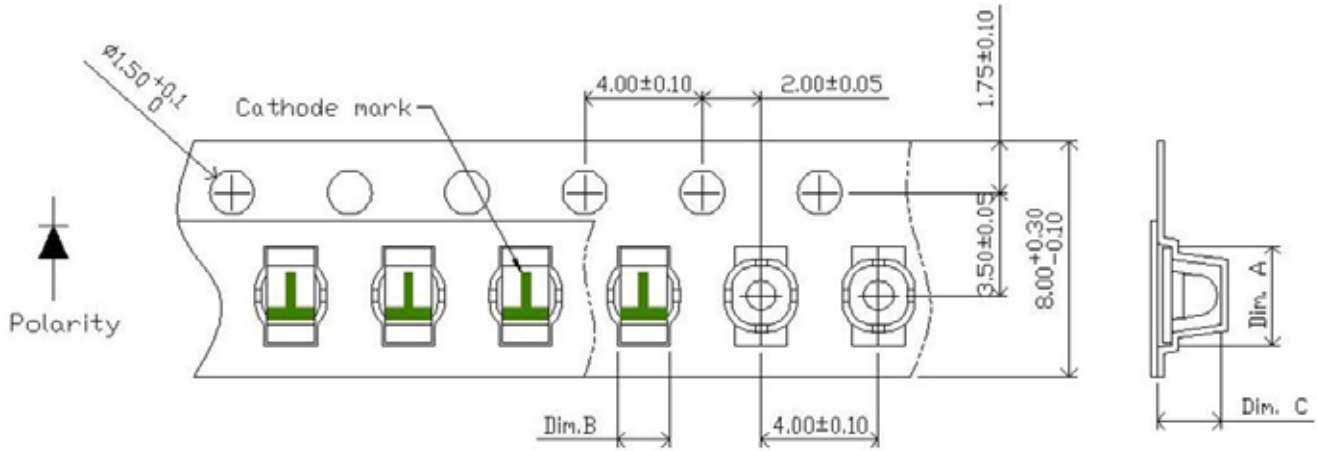 ø1.50 +0.1 0
Cathode mark
4.00±0.10
2.00±0.05
1.75±0.10
3.50±0.05
8.00 +0.30 -0.10
Polarity
Dim. A
Dim.B
4.00±0.10
Dim. C